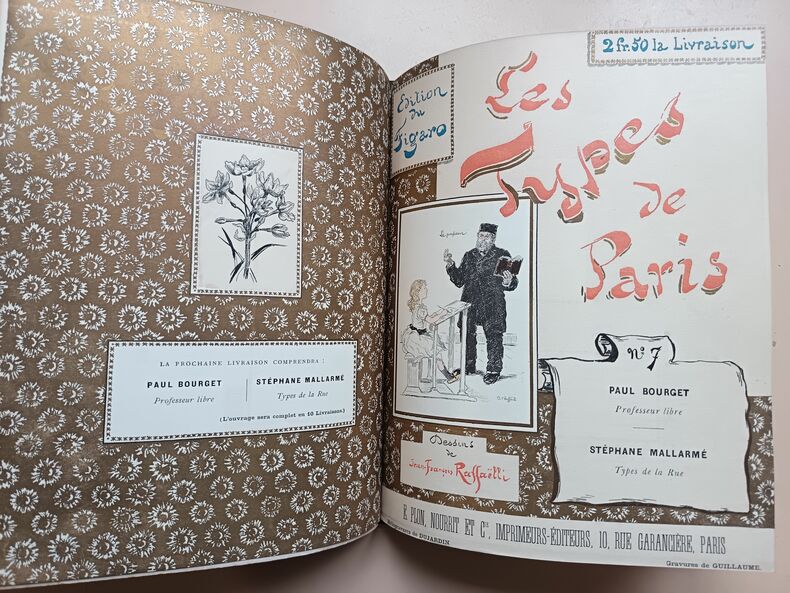 LA PROCHAINE LIVRAISON COMPRENDRA :
PAUL BOURGET
Professeur libre
STÉPHANE MALLARMÉ
Types de la Rue
(L'ouvrage sera complet en 10 Livraisons.)
2 fr. 50 la Livraison
Edition
du
Figaro
Les
Types
de
Paris
Le professeur
Nº 7
PAUL BOURGET
Professeur libre
STÉPHANE MALLARMÉ
Types de la Rue
Dessins
de
Jean-François Raffaëlli
E. PLON, NOURRIT ET Cie, IMPRIMEURS-ÉDITEURS, 10, RUE GARANCIÈRE, PARIS
de DUJARDIN
Gravures de GUILLAUME.